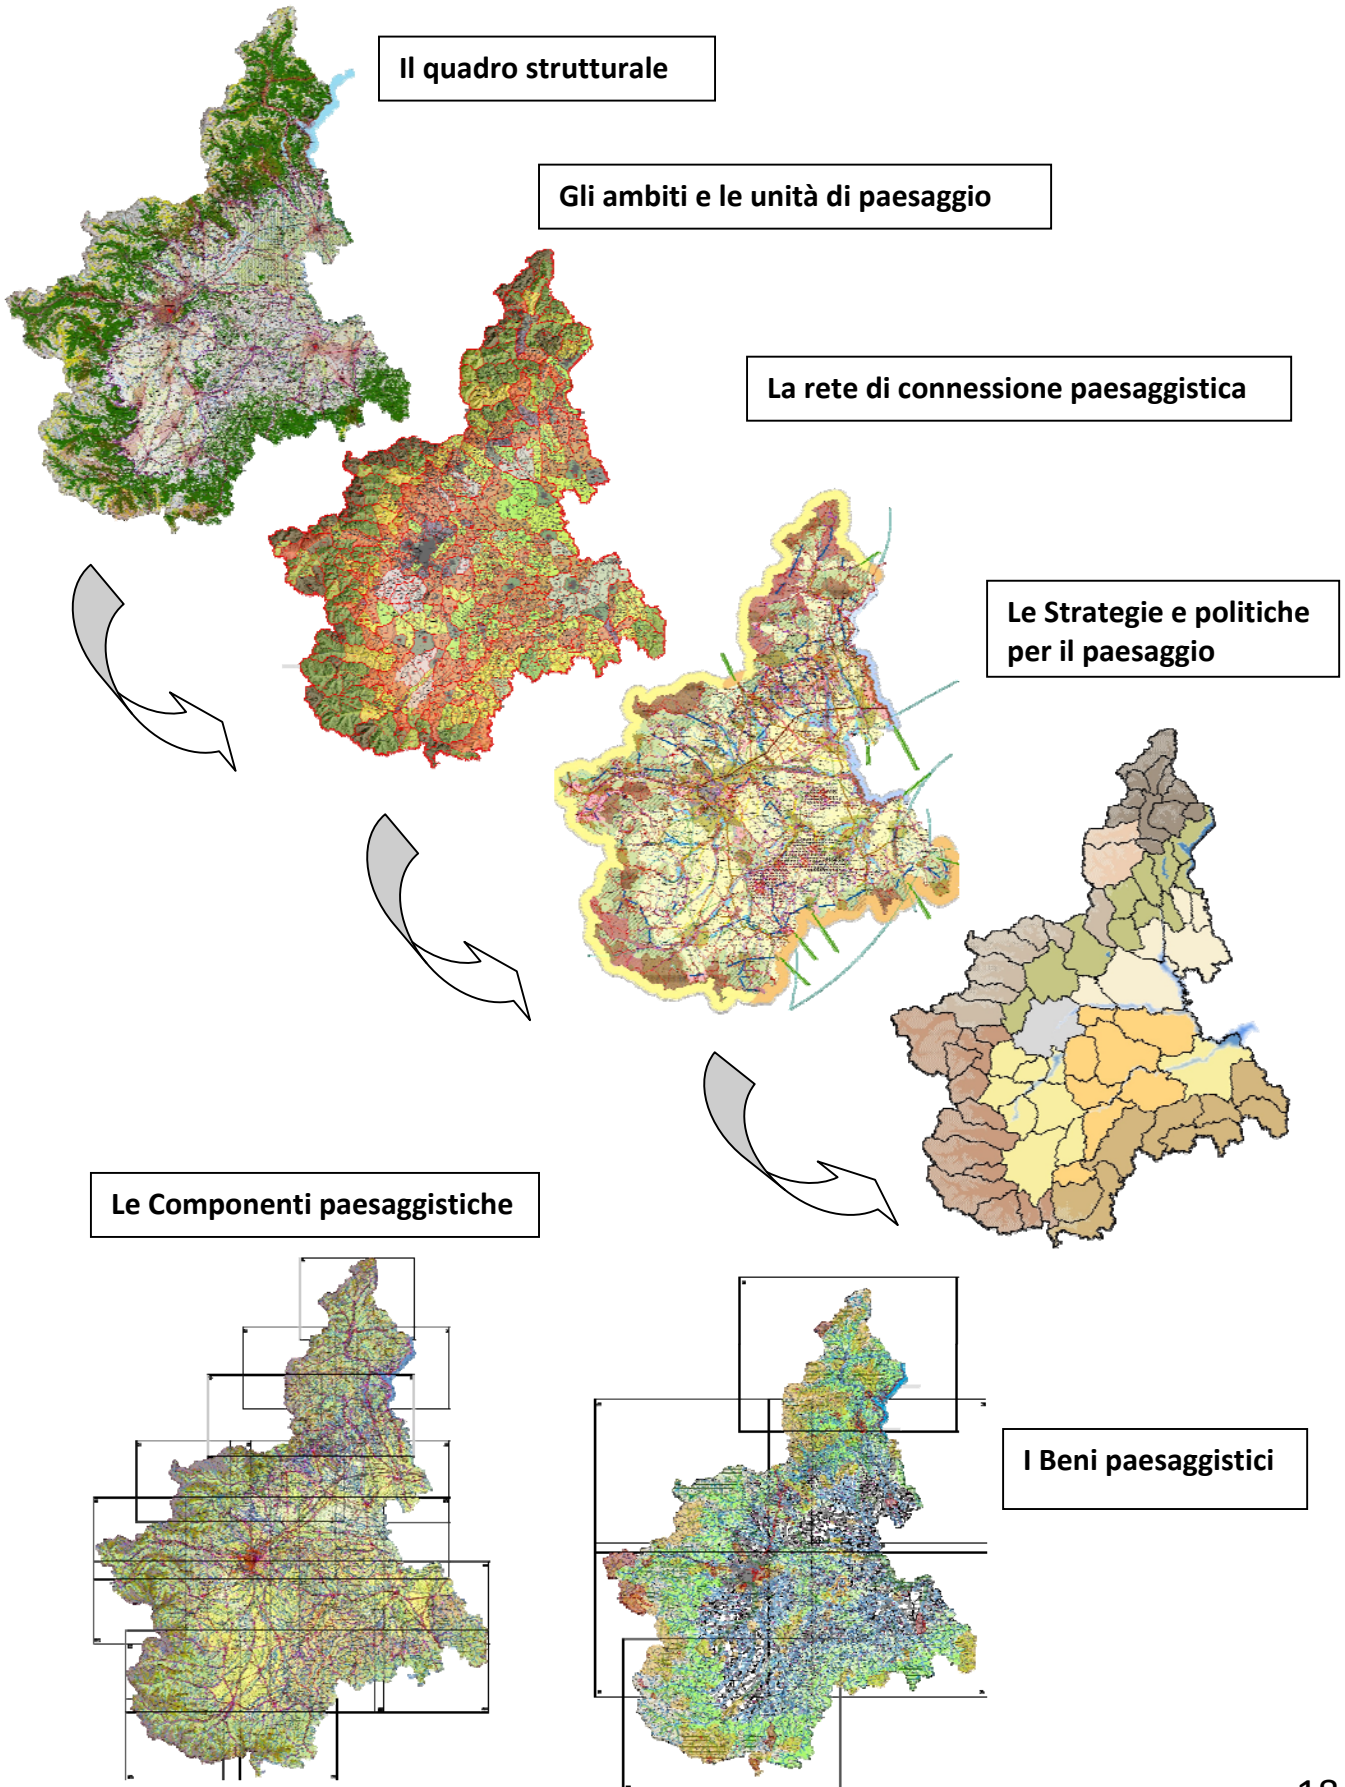 Il quadro strutturale
Gli ambiti e le unità di paesaggio
La rete di connessione paesaggistica
Le Strategie e politiche
per il paesaggio
Le Componenti paesaggistiche
I Beni paesaggistici